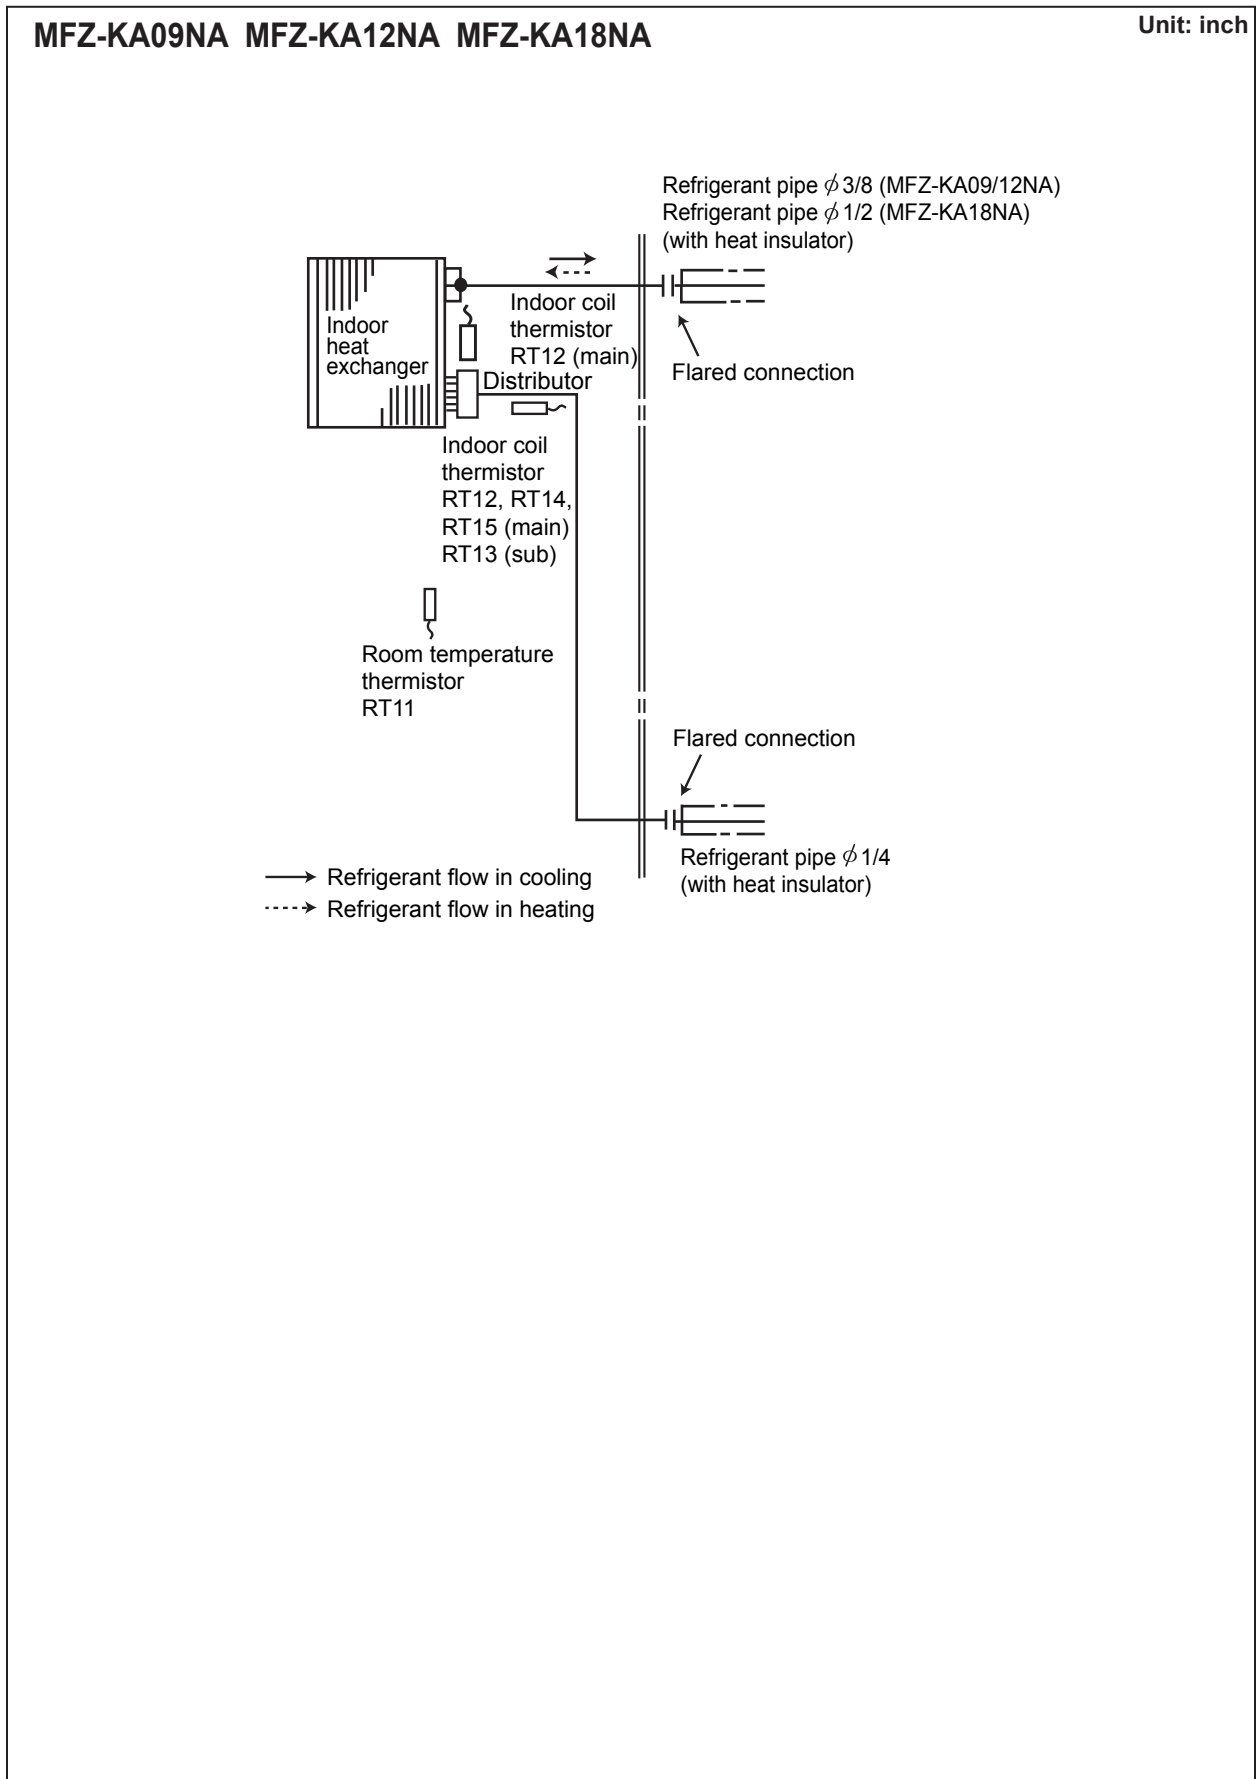 MFZ-KA09NA MFZ-KA12NA MFZ-KA18NA
Unit: inch
Refrigerant pipe ϕ 3/8 (MFZ-KA09/12NA)
Refrigerant pipe ϕ 1/2 (MFZ-KA18NA)
(with heat insulator)
Indoor
heat
exchanger
Indoor coil
thermistor
RT12 (main)
Flared connection
Distributor
Indoor coil
thermistor
RT12, RT14,
RT15 (main)
RT13 (sub)
Room temperature
thermistor
RT11
Flared connection
Refrigerant pipe ϕ 1/4
(with heat insulator)
Refrigerant flow in cooling
Refrigerant flow in heating